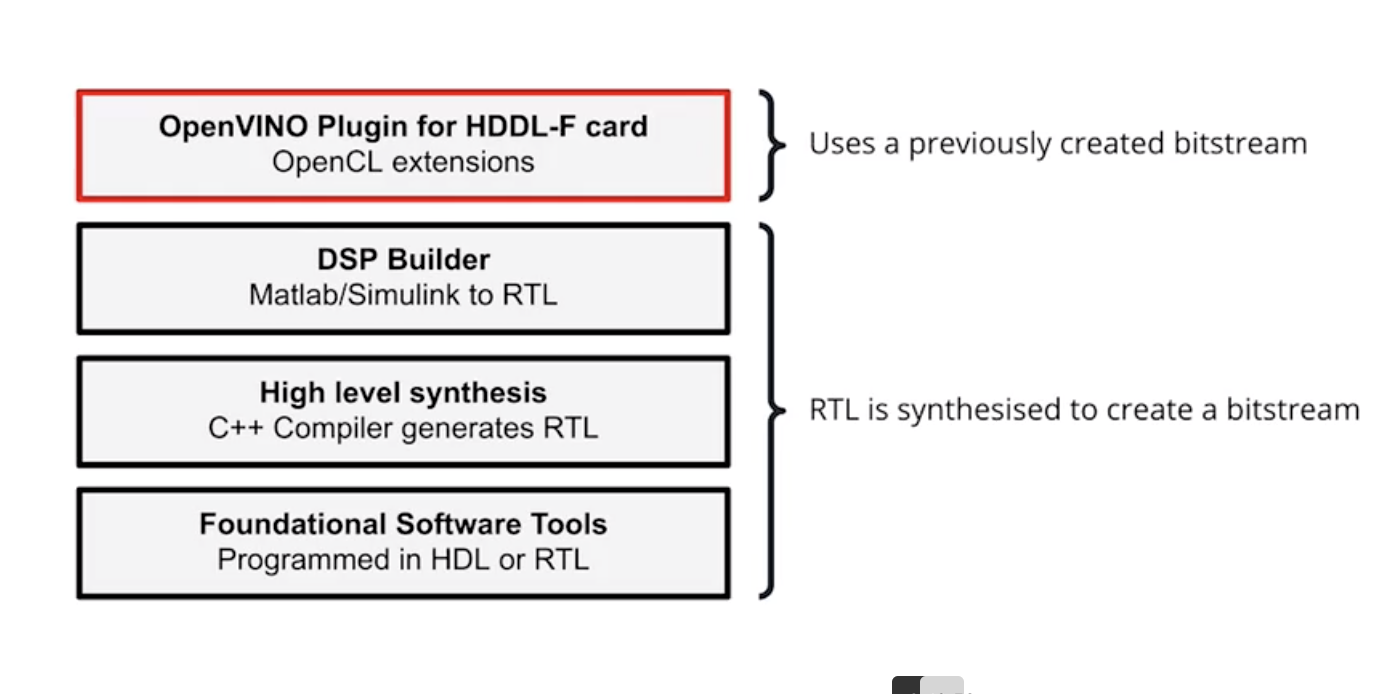 OpenVINO Plugin for HDDL-F card
OpenCL extensions
Uses a previously created bitstream
DSP Builder
Matlab/Simulink to RTL
High level synthesis
C++ Compiler generates RTL
RTL is synthesised to create a bitstream
Foundational Software Tools
Programmed in HDL or RTL